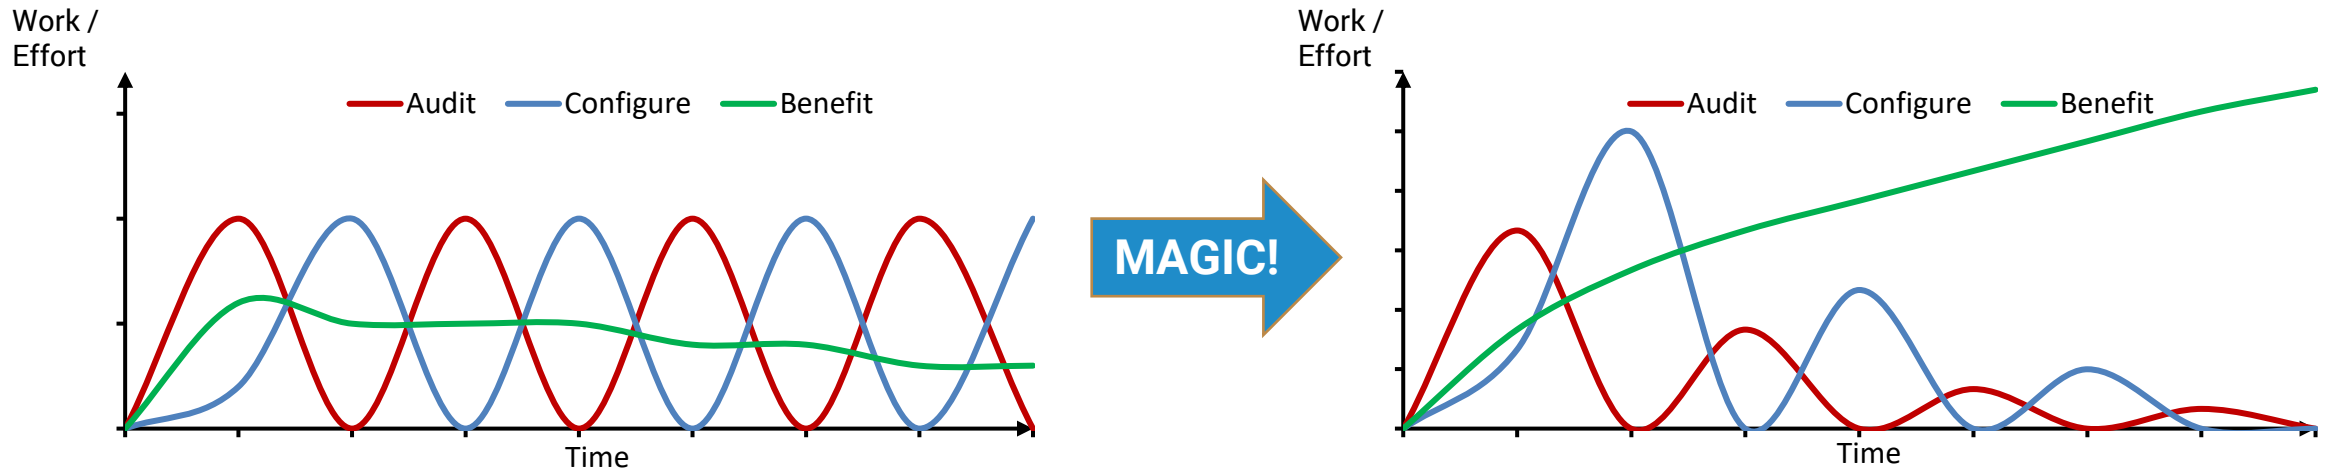 Work /
Effort
Audit Configure Benefit
Time
MAGIC!
Work /
Effort
Audit Configure Benefit
Time